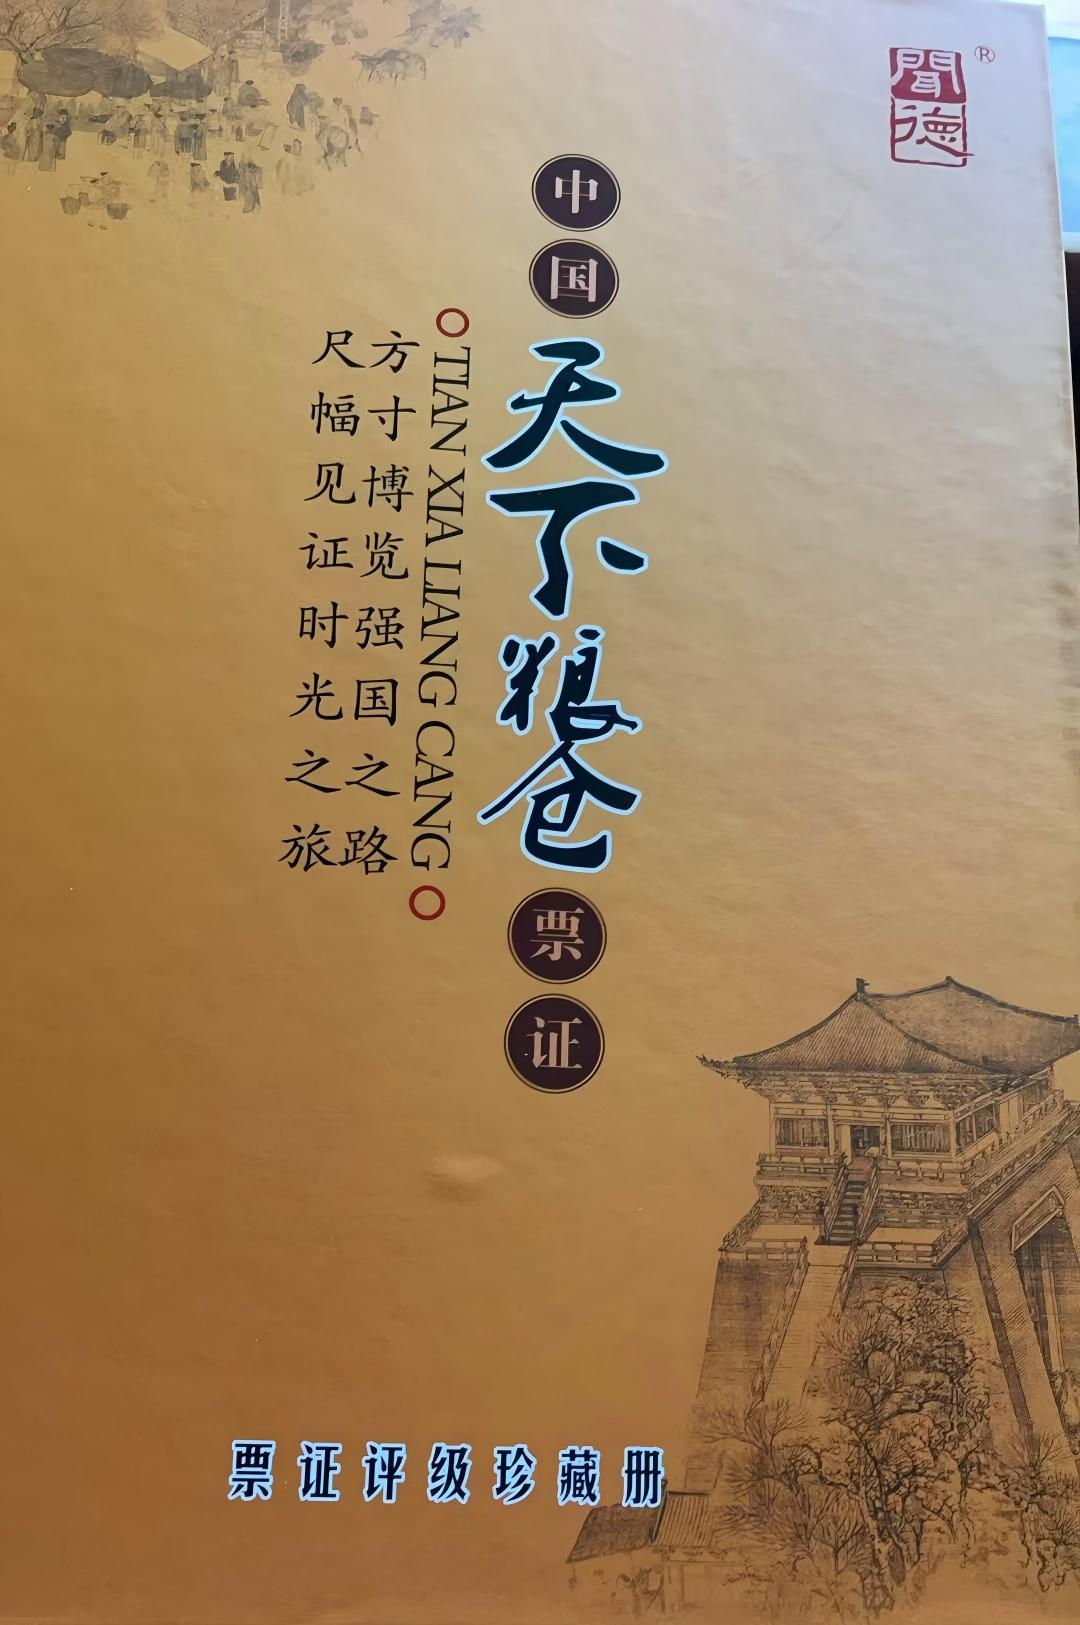 聞德®
中国
天下粮仓
票证
TIAN XIA LIANG CANG
方寸博览强国之路
尺幅见证时光之旅
票证评级珍藏册